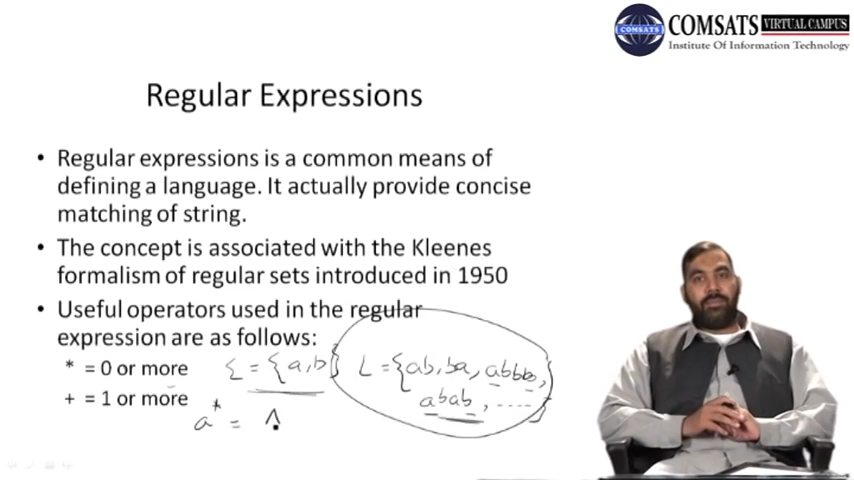 COMSATS COMSATS VIRTUAL CAMPUS
Institute Of Information Technology
Regular Expressions
• Regular expressions is a common means of
defining a language. It actually provide concise
matching of string.
• The concept is associated with the Kleenes
formalism of regular sets introduced in 1950
• Useful operators used in the regular
expression are as follows:
* = 0 or more Σ = {a,b} L = {ab, ba, abbb,
abab, ....}
+ = 1 or more
a* = Λ